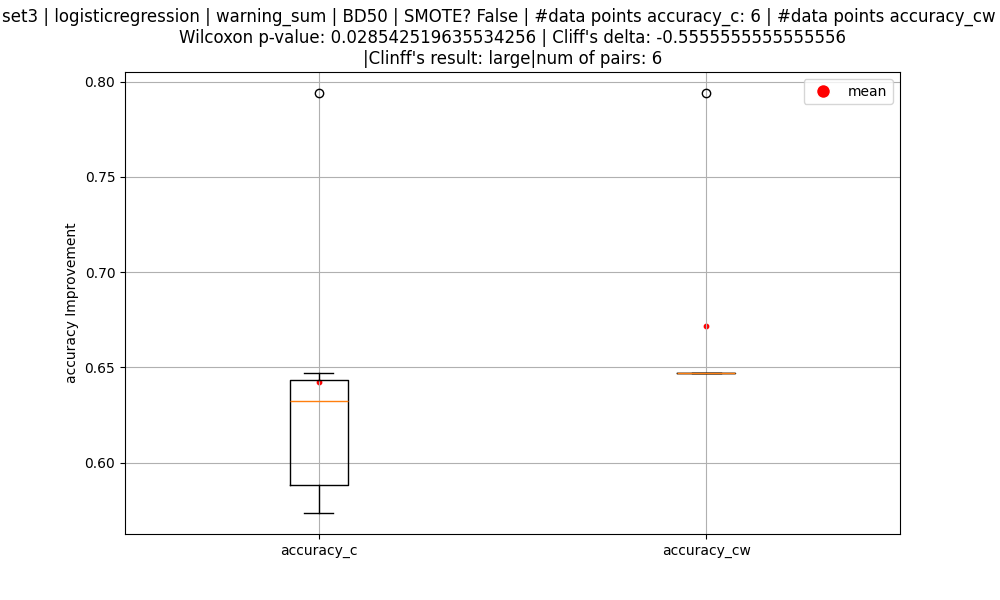 set3 | logisticregression | warning_sum | BD50 | SMOTE? False | #data points accuracy_c: 6 | #data points accuracy_cw
Wilcoxon p-value: 0.028542519635534256 | Cliff's delta: -0.5555555555555556
|Clinff's result: large|num of pairs: 6
mean
0.80
0.75
0.70
0.65
0.60
accuracy Improvement
accuracy_c
accuracy_cw